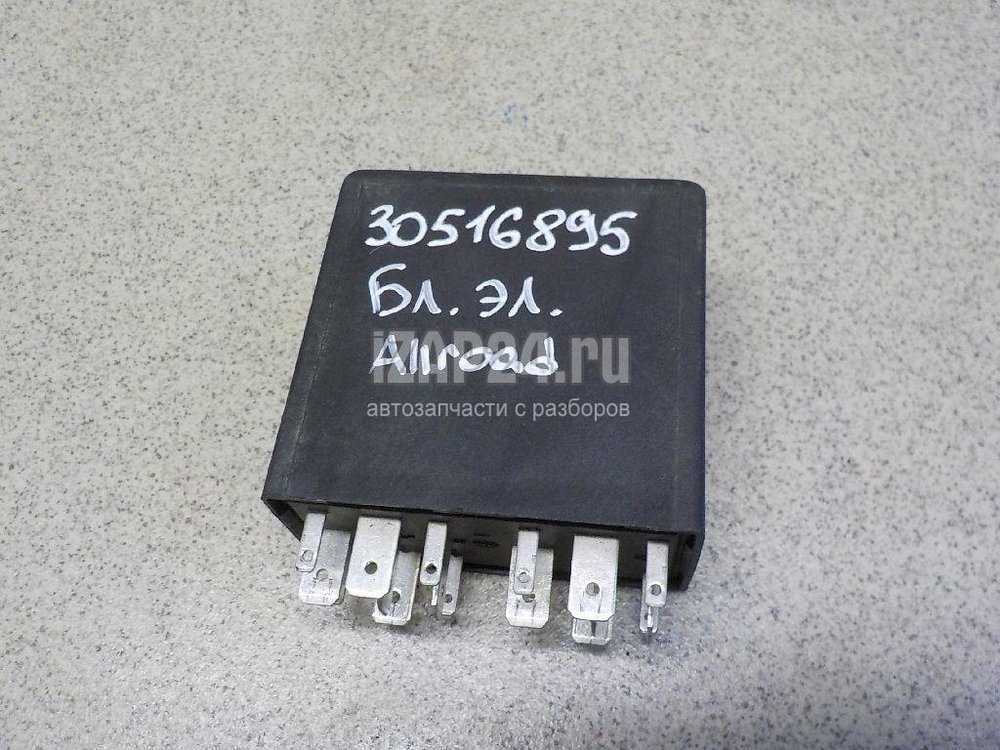 30516895
Бл. эл.
Allroad
iZAP24.ru
автозапчасти с разборов